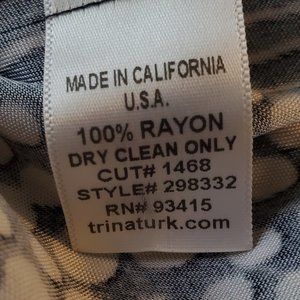 MADE IN CALIFORNIA
U.S.A.
100% RAYON
DRY CLEAN ONLY
CUT# 1468
STYLE# 298332
RN# 93415
trinaturk.com